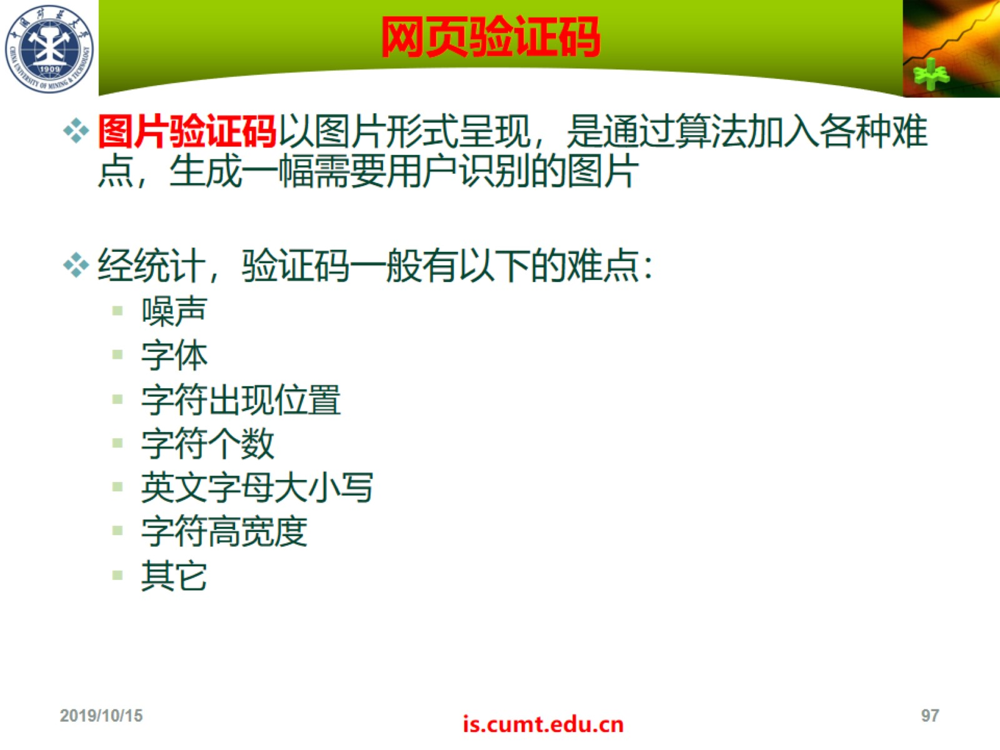 中国矿业大学
CHINA UNIVERSITY OF MINING & TECHNOLOGY
1909
网页验证码
图片验证码以图片形式呈现，是通过算法加入各种难
点，生成一幅需要用户识别的图片
经统计，验证码一般有以下的难点：
噪声
字体
字符出现位置
字符个数
英文字母大小写
字符高宽度
其它
2019/10/15
is.cumt.edu.cn
97